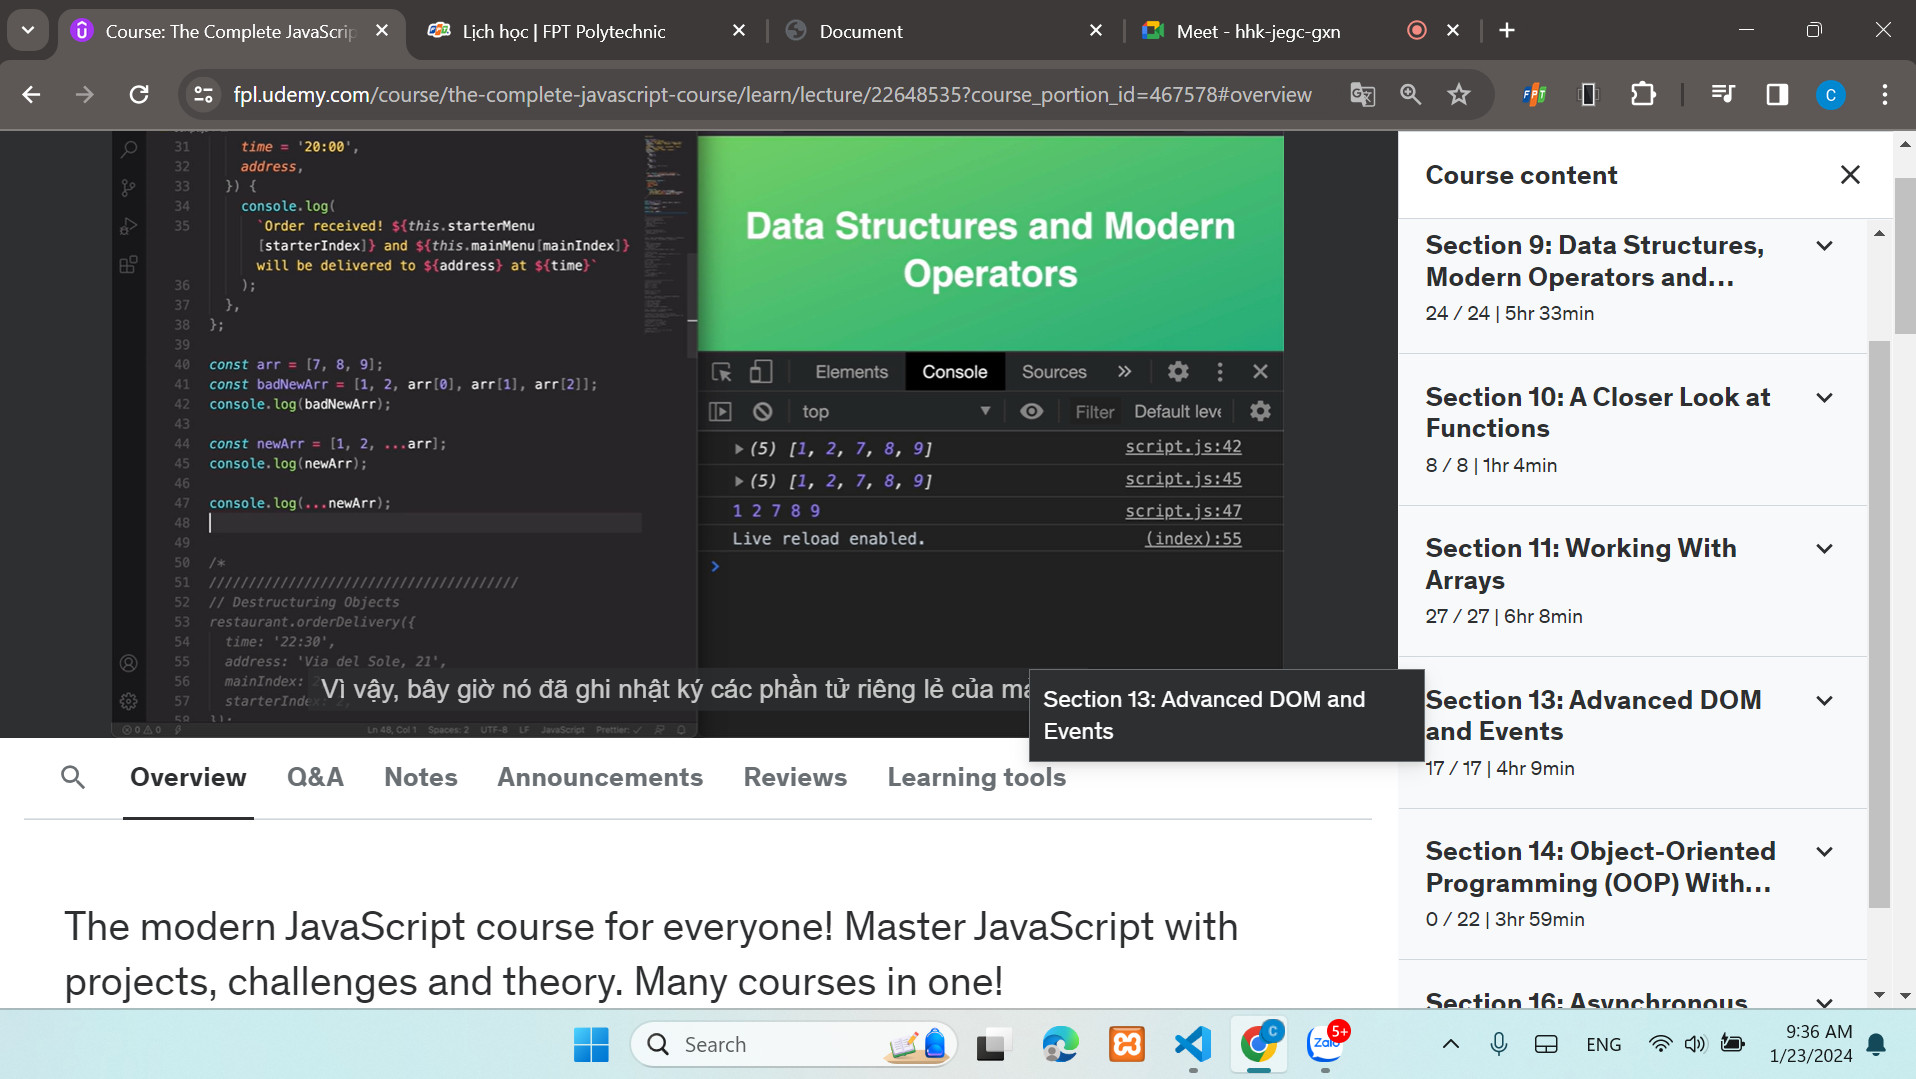 Course: The Complete JavaScrip
Lịch học | FPT Polytechnic
Document
Meet - hhk-jegc-gxn
fpl.udemy.com/course/the-complete-javascript-course/learn/lecture/22648535?course_portion_id=467578#overview
FPT
C
31 time = '20:00',
32 address,
33 }) {
34 console.log(
35 `Order received! ${this.starterMenu
[starterIndex]} and ${this.mainMenu[mainIndex]}
will be delivered to ${address} at ${time}`
36 );
37 },
38 };
39
40 const arr = [7, 8, 9];
41 const badNewArr = [1, 2, arr[0], arr[1], arr[2]];
42 console.log(badNewArr);
43
44 const newArr = [1, 2, ...arr];
45 console.log(newArr);
46
47 console.log(...newArr);
48
49
50 /*
51 ///////////////////////////////////////
52 // Destructuring Objects
53 restaurant.orderDelivery({
54 time: '22:30',
55 address: 'Via del Sole, 21',
56 mainIndex: 2
57 starterIndex: 2,
58 });
0 0 Ln 48, Col 1 Spaces: 2 UTF-8 LF JavaScript Prettier: ✓
Data Structures and Modern
Operators
Elements Console Sources »
top Filter Default leve
(5) [1, 2, 7, 8, 9] script.js:42
(5) [1, 2, 7, 8, 9] script.js:45
1 2 7 8 9 script.js:47
Live reload enabled. (index):55
>
Vì vậy, bây giờ nó đã ghi nhật ký các phần tử riêng lẻ của
Section 13: Advanced DOM and
Events
Overview Q&A Notes Announcements Reviews Learning tools
The modern JavaScript course for everyone! Master JavaScript with
projects, challenges and theory. Many courses in one!
Course content
Section 9: Data Structures,
Modern Operators and...
24 / 24 | 5hr 33min
Section 10: A Closer Look at
Functions
8 / 8 | 1hr 4min
Section 11: Working With
Arrays
27 / 27 | 6hr 8min
Section 13: Advanced DOM
and Events
17 / 17 | 4hr 9min
Section 14: Object-Oriented
Programming (OOP) With...
0 / 22 | 3hr 59min
Section 16: Asynchronous
Search
C
Zalo
5+
ENG
9:36 AM
1/23/2024